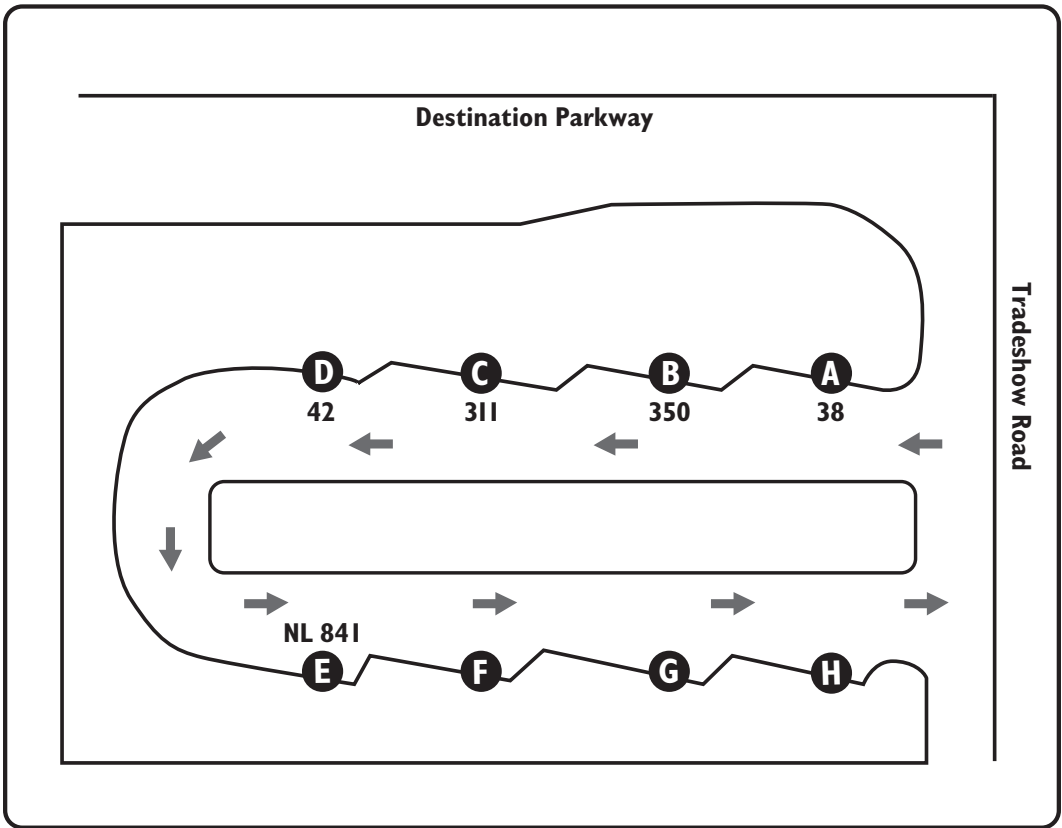 Destination Parkway
Tradeshow Road
D C B A
42 311 350 38
NL 841
E F G H